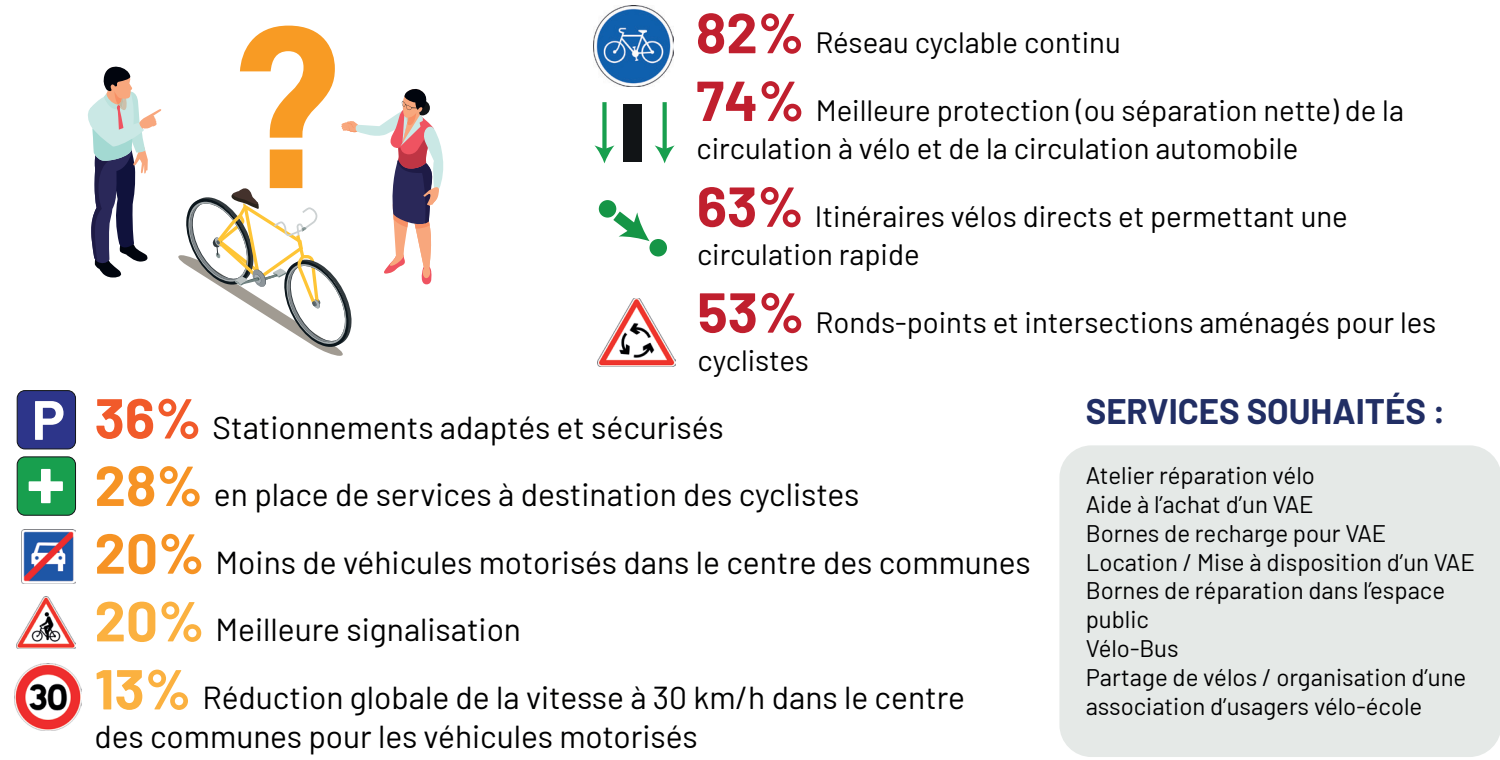 ?
82% Réseau cyclable continu
74% Meilleure protection (ou séparation nette) de la
circulation à vélo et de la circulation automobile
63% Itinéraires vélos directs et permettant une
circulation rapide
53% Ronds-points et intersections aménagés pour les
cyclistes
P 36% Stationnements adaptés et sécurisés
28% en place de services à destination des cyclistes
20% Moins de véhicules motorisés dans le centre des communes
20% Meilleure signalisation
30 13% Réduction globale de la vitesse à 30 km/h dans le centre
des communes pour les véhicules motorisés
SERVICES SOUHAITÉS :
Atelier réparation vélo
Aide à l'achat d'un VAE
Bornes de recharge pour VAE
Location / Mise à disposition d'un VAE
Bornes de réparation dans l'espace
public
Vélo-Bus
Partage de vélos / organisation d'une
association d'usagers vélo-école